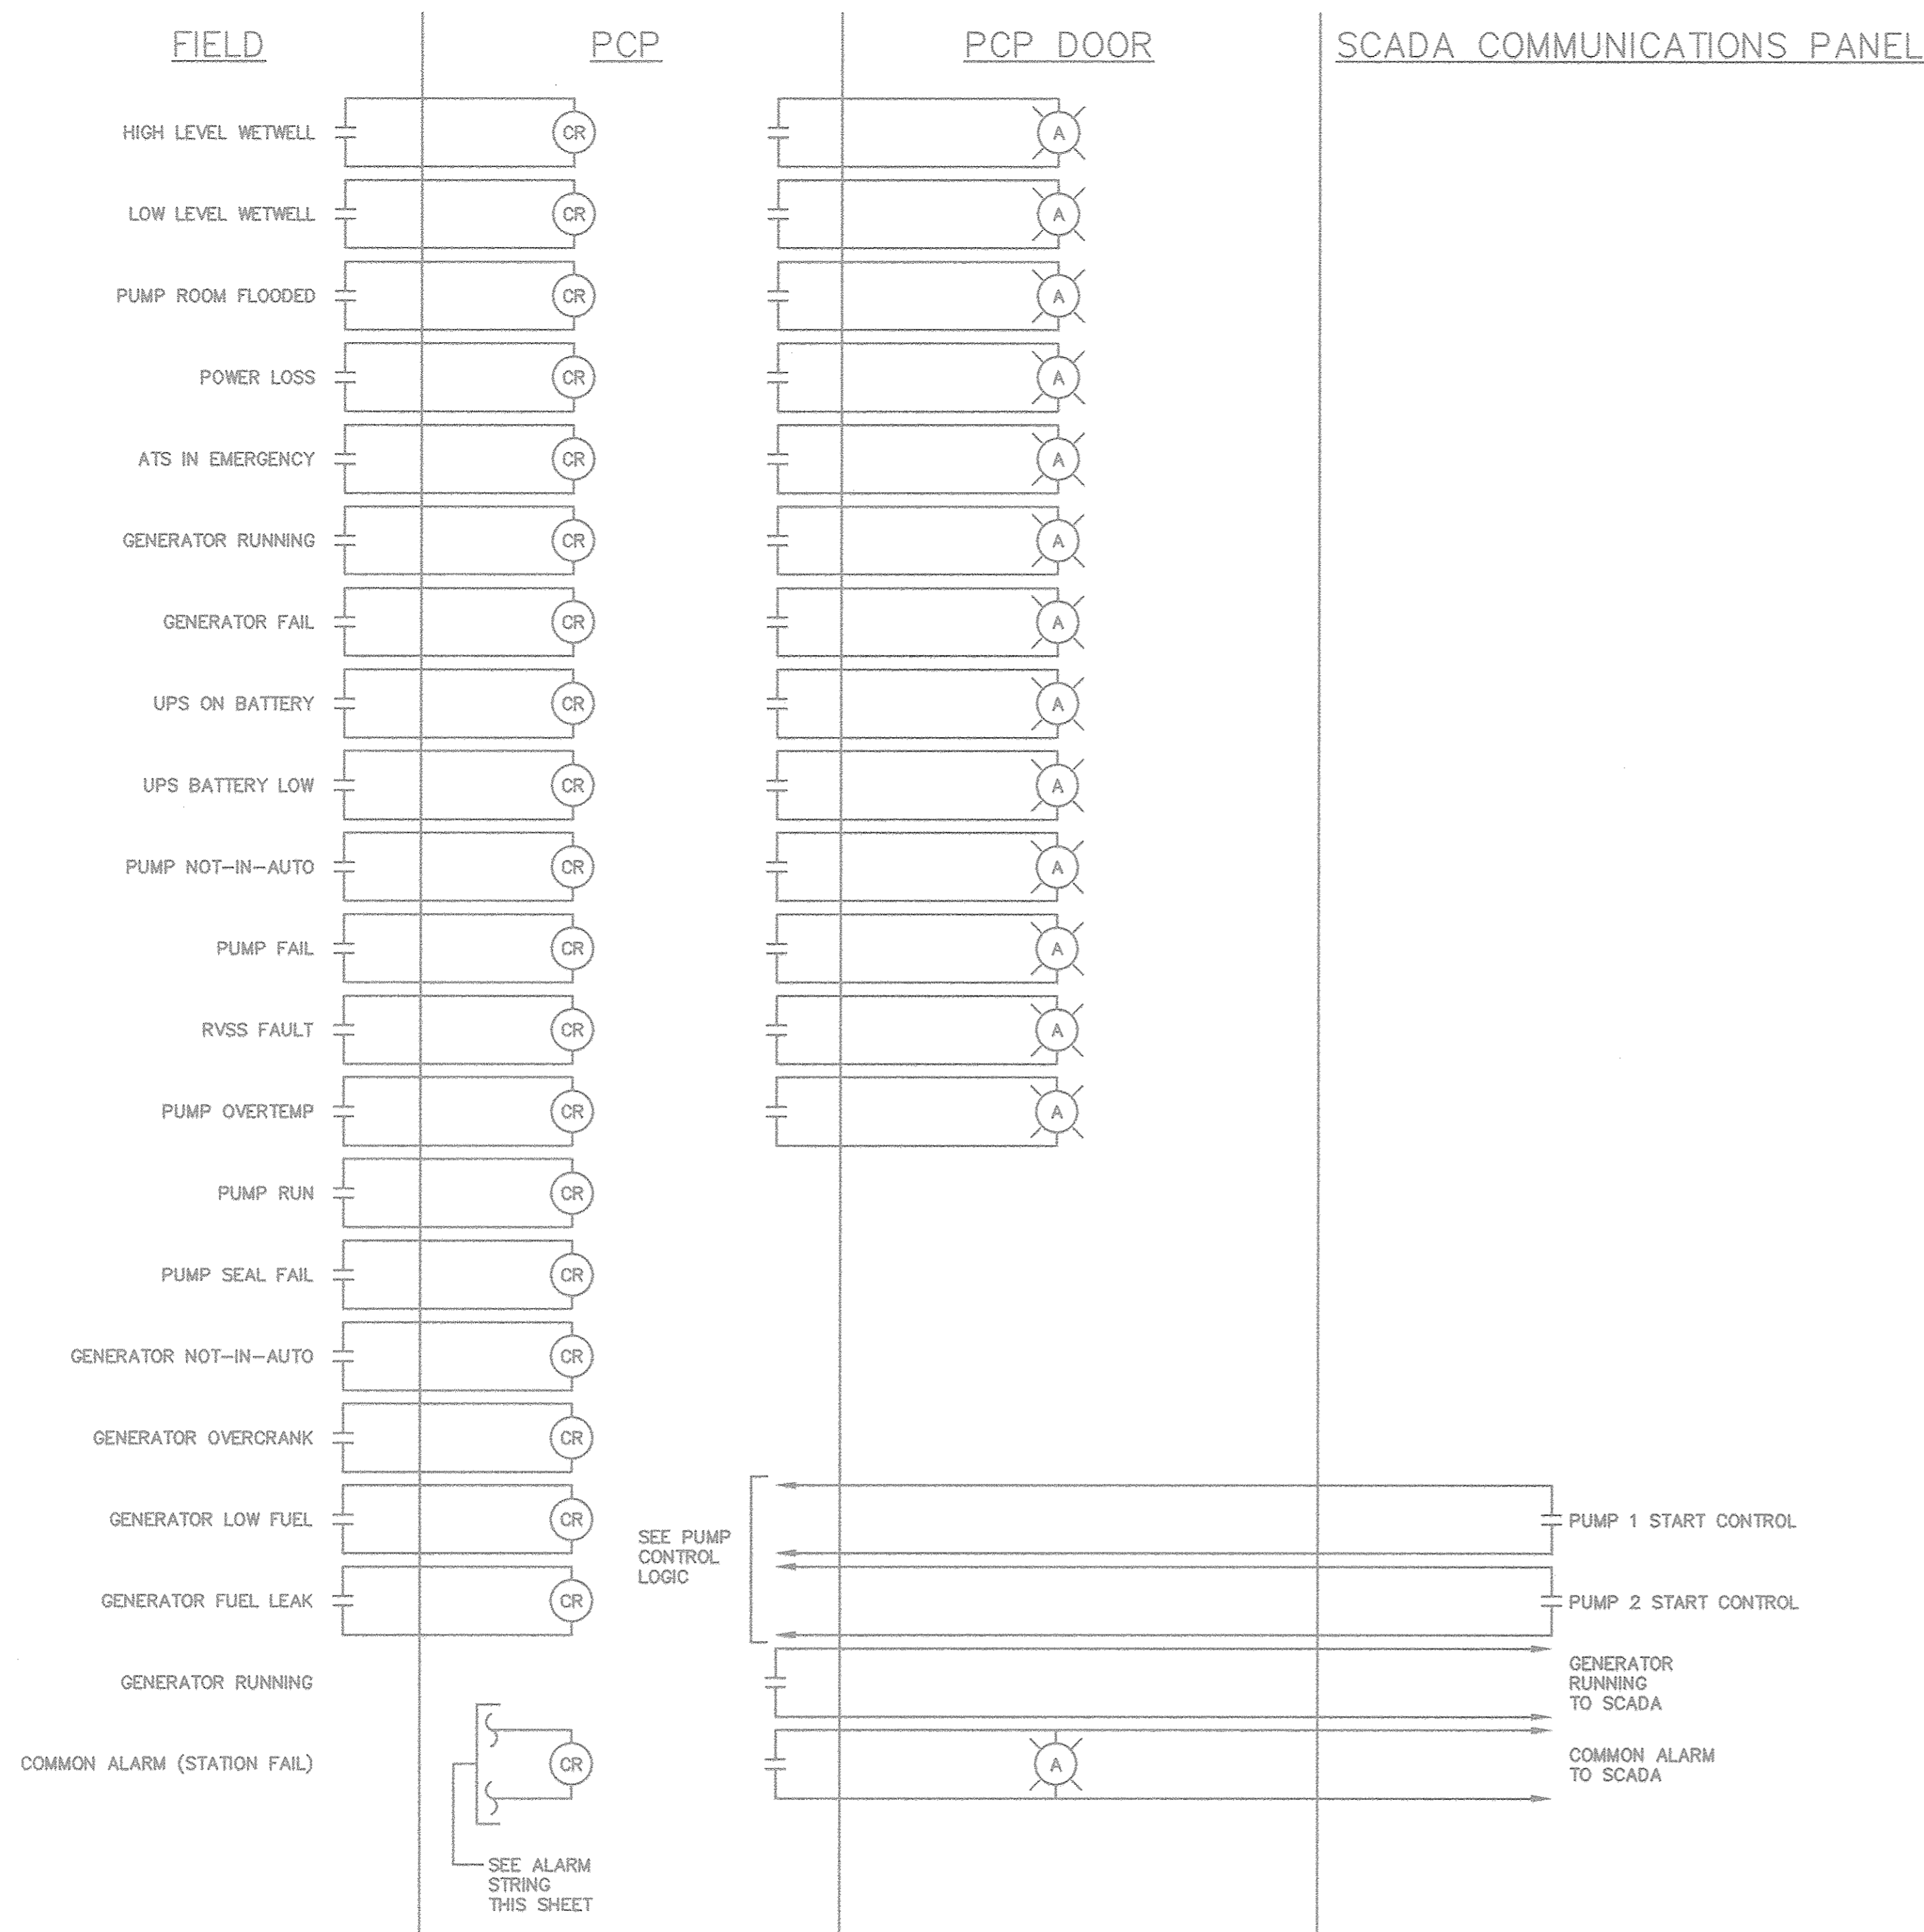 FIELD
PCP
PCP DOOR
SCADA COMMUNICATIONS PANEL
HIGH LEVEL WETWELL
CR
A
LOW LEVEL WETWELL
CR
A
PUMP ROOM FLOODED
CR
A
POWER LOSS
CR
A
ATS IN EMERGENCY
CR
A
GENERATOR RUNNING
CR
A
GENERATOR FAIL
CR
A
UPS ON BATTERY
CR
A
UPS BATTERY LOW
CR
A
PUMP NOT-IN-AUTO
CR
A
PUMP FAIL
CR
A
RVSS FAULT
CR
A
PUMP OVERTEMP
CR
A
PUMP RUN
CR
PUMP SEAL FAIL
CR
GENERATOR NOT-IN-AUTO
CR
GENERATOR OVERCRANK
CR
GENERATOR LOW FUEL
CR
SEE PUMP
CONTROL
LOGIC
PUMP 1 START CONTROL
GENERATOR FUEL LEAK
CR
PUMP 2 START CONTROL
GENERATOR RUNNING
GENERATOR
RUNNING
TO SCADA
COMMON ALARM (STATION FAIL)
CR
A
COMMON ALARM
TO SCADA
SEE ALARM
STRING
THIS SHEET